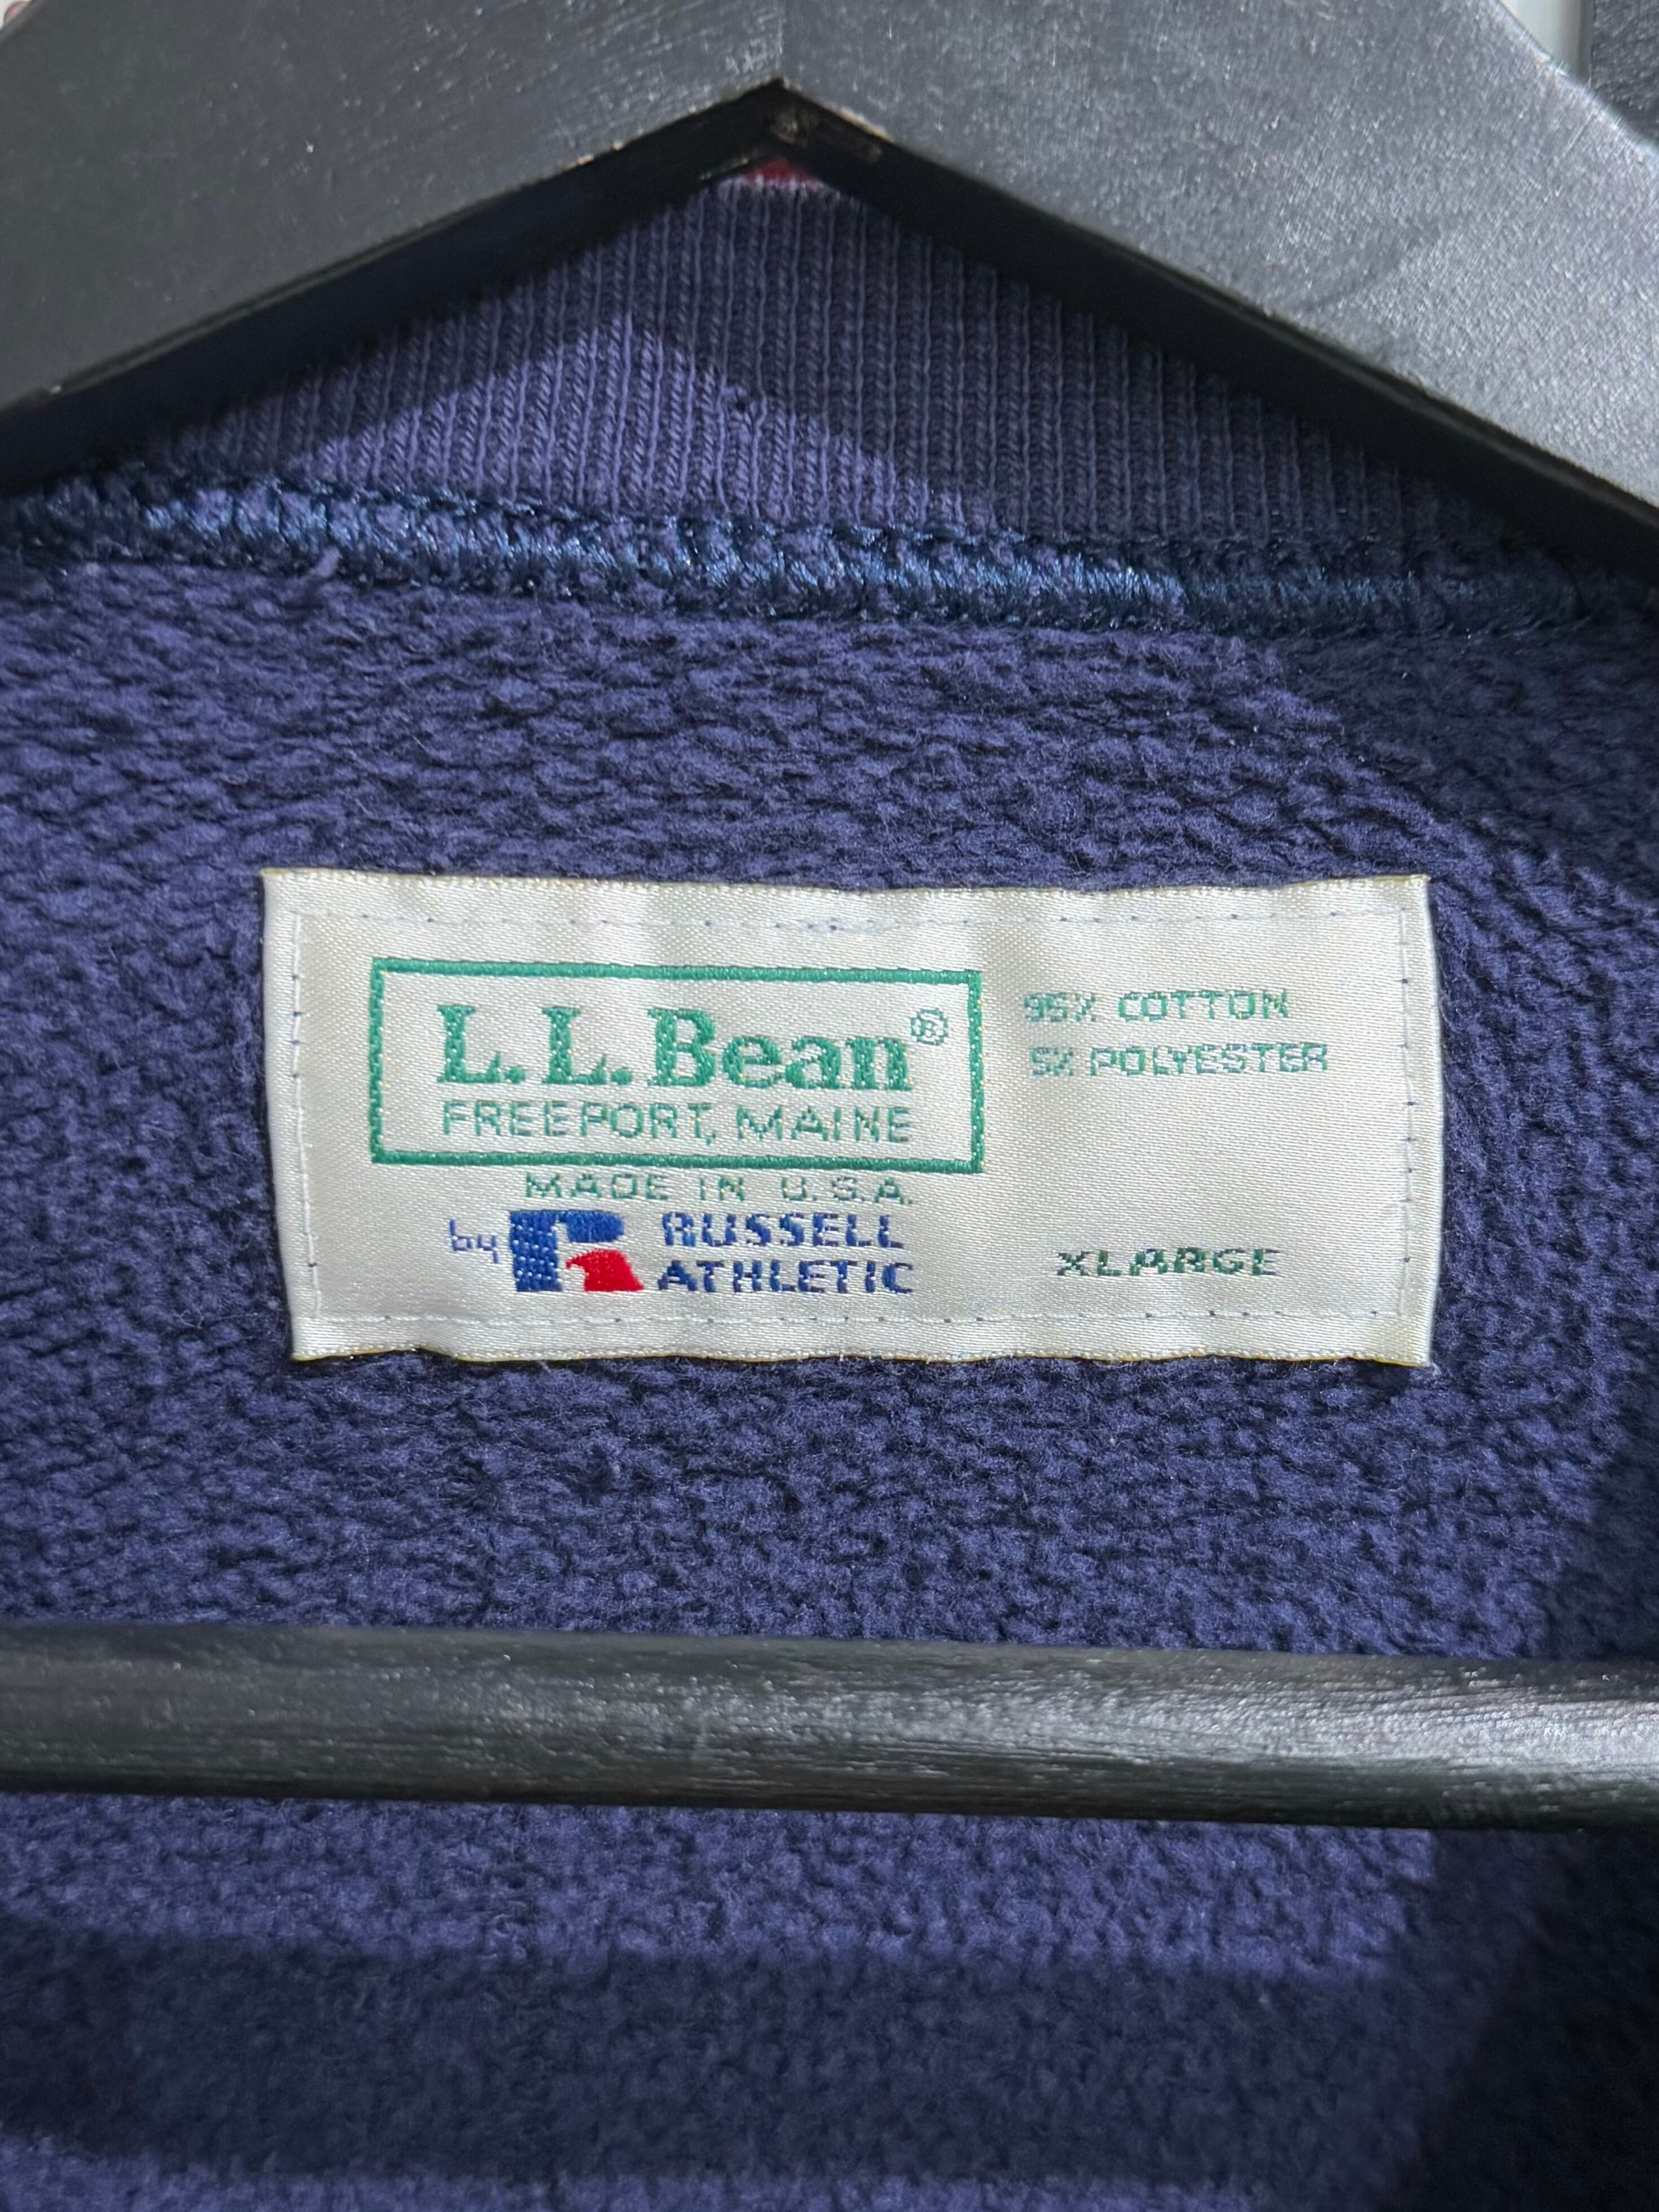 L.L.Bean®
FREEPORT, MAINE
MADE IN U.S.A.
by RUSSELL
ATHLETIC
95% COTTON
5% POLYESTER
XLARGE